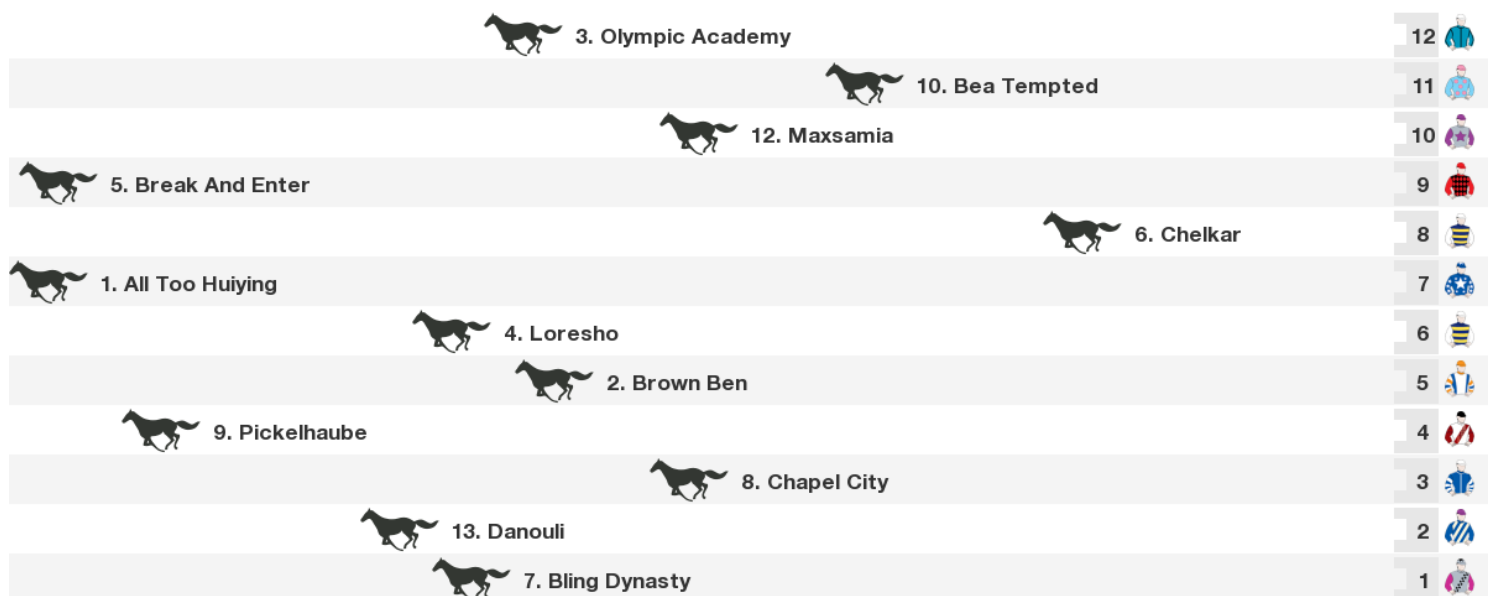 3. Olympic Academy 12
10. Bea Tempted 11
12. Maxsamia 10
5. Break And Enter 9
6. Chelkar 8
1. All Too Huiying 7
4. Loresho 6
2. Brown Ben 5
9. Pickelhaube 4
8. Chapel City 3
13. Danouli 2
7. Bling Dynasty 1